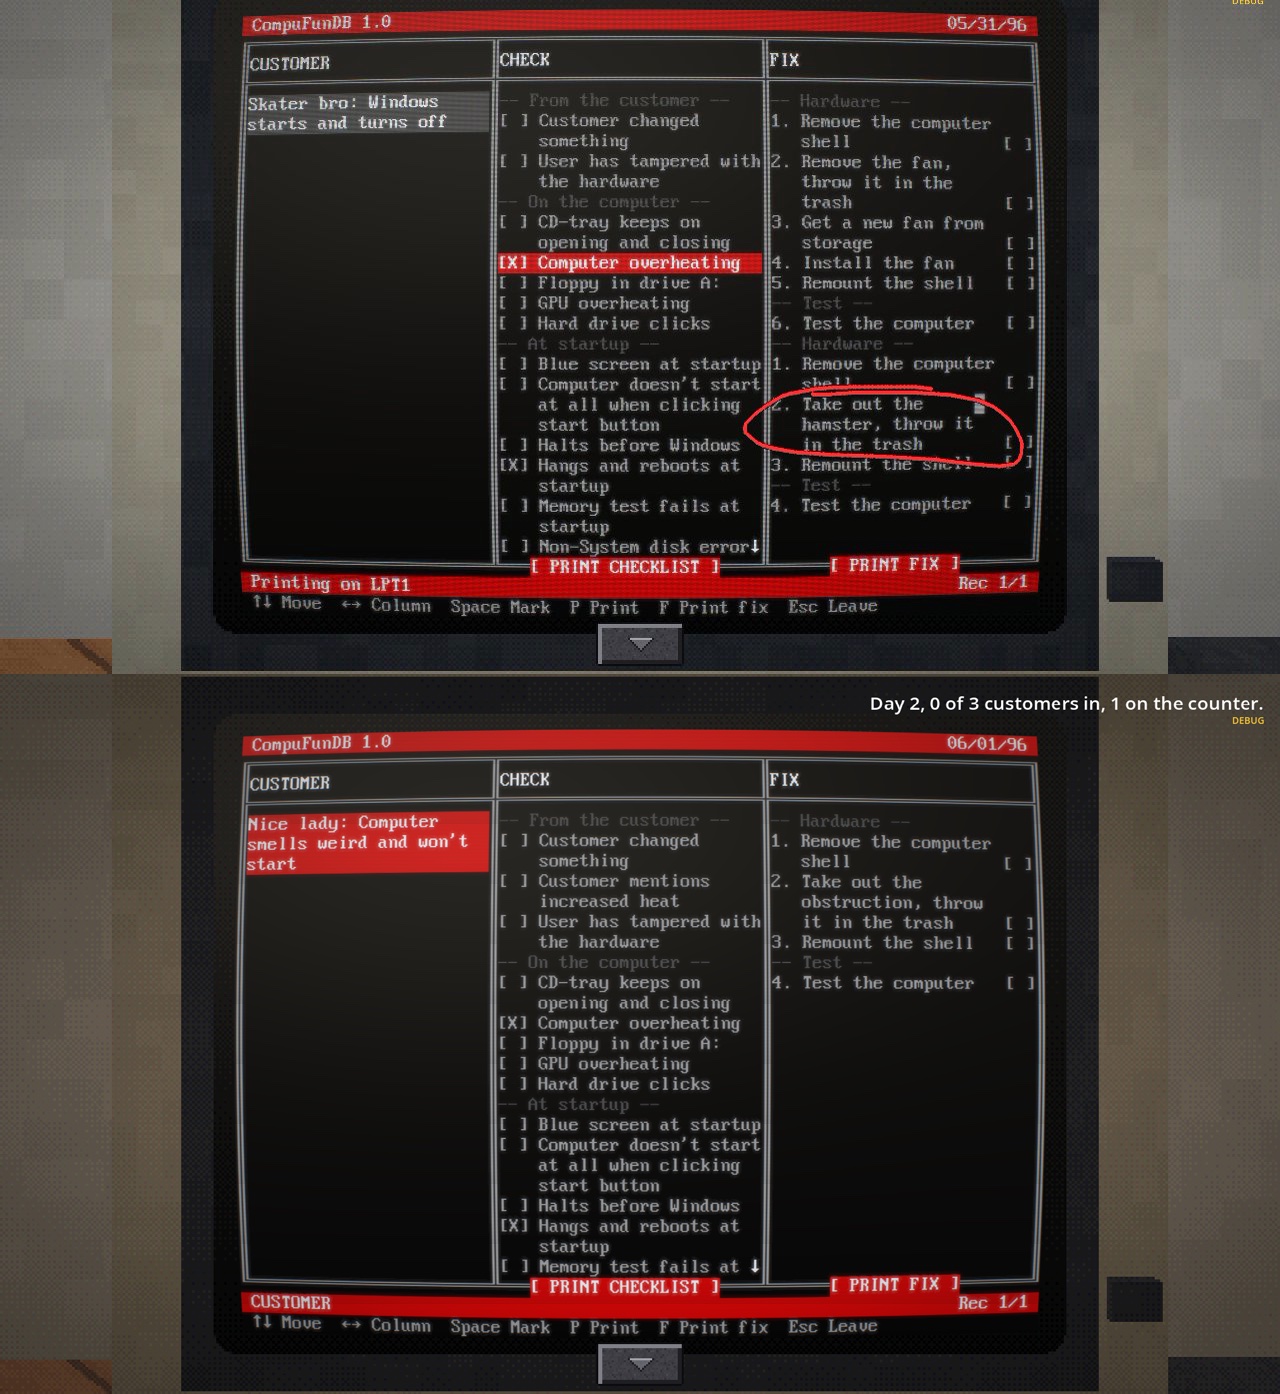 DEBUG
CompuFunDB 1.0
05/31/96
CUSTOMER
Skater bro: Windows
starts and turns off
CHECK
-- From the customer --
[ ] Customer changed
something
[ ] User has tampered with
the hardware
-- On the computer --
[ ] CD-tray keeps on
opening and closing
[X] Computer overheating
[ ] Floppy in drive A:
[ ] GPU overheating
[ ] Hard drive clicks
-- At startup --
[ ] Blue screen at startup
[ ] Computer doesn't start
at all when clicking
start button
[ ] Halts before Windows
[X] Hangs and reboots at
startup
[ ] Memory test fails at
startup
[ ] Non-System disk error↓
[ PRINT CHECKLIST ]
FIX
-- Hardware --
1. Remove the computer
shell [ ]
2. Remove the fan,
throw it in the
trash [ ]
3. Get a new fan from
storage [ ]
4. Install the fan [ ]
5. Remount the shell [ ]
-- Test --
6. Test the computer [ ]
-- Hardware --
1. Remove the computer
shell [ ]
2. Take out the
hamster, throw it
in the trash [ ]
3. Remount the shell [ ]
-- Test --
4. Test the computer [ ]
[ PRINT FIX ]
Printing on LPT1
Rec 1/1
↑↓ Move ↔ Column Space Mark P Print F Print fix Esc Leave
Day 2, 0 of 3 customers in, 1 on the counter.
DEBUG
CompuFunDB 1.0
06/01/96
CUSTOMER
Nice lady: Computer
smells weird and won't
start
CHECK
-- From the customer --
[ ] Customer changed
something
[ ] Customer mentions
increased heat
[ ] User has tampered with
the hardware
-- On the computer --
[ ] CD-tray keeps on
opening and closing
[X] Computer overheating
[ ] Floppy in drive A:
[ ] GPU overheating
[ ] Hard drive clicks
-- At startup --
[ ] Blue screen at startup
[ ] Computer doesn't start
at all when clicking
start button
[ ] Halts before Windows
[X] Hangs and reboots at
startup
[ ] Memory test fails at ↓
[ PRINT CHECKLIST ]
FIX
-- Hardware --
1. Remove the computer
shell [ ]
2. Take out the
obstruction, throw
it in the trash [ ]
3. Remount the shell [ ]
-- Test --
4. Test the computer [ ]
[ PRINT FIX ]
CUSTOMER
Rec 1/1
↑↓ Move ↔ Column Space Mark P Print F Print fix Esc Leave